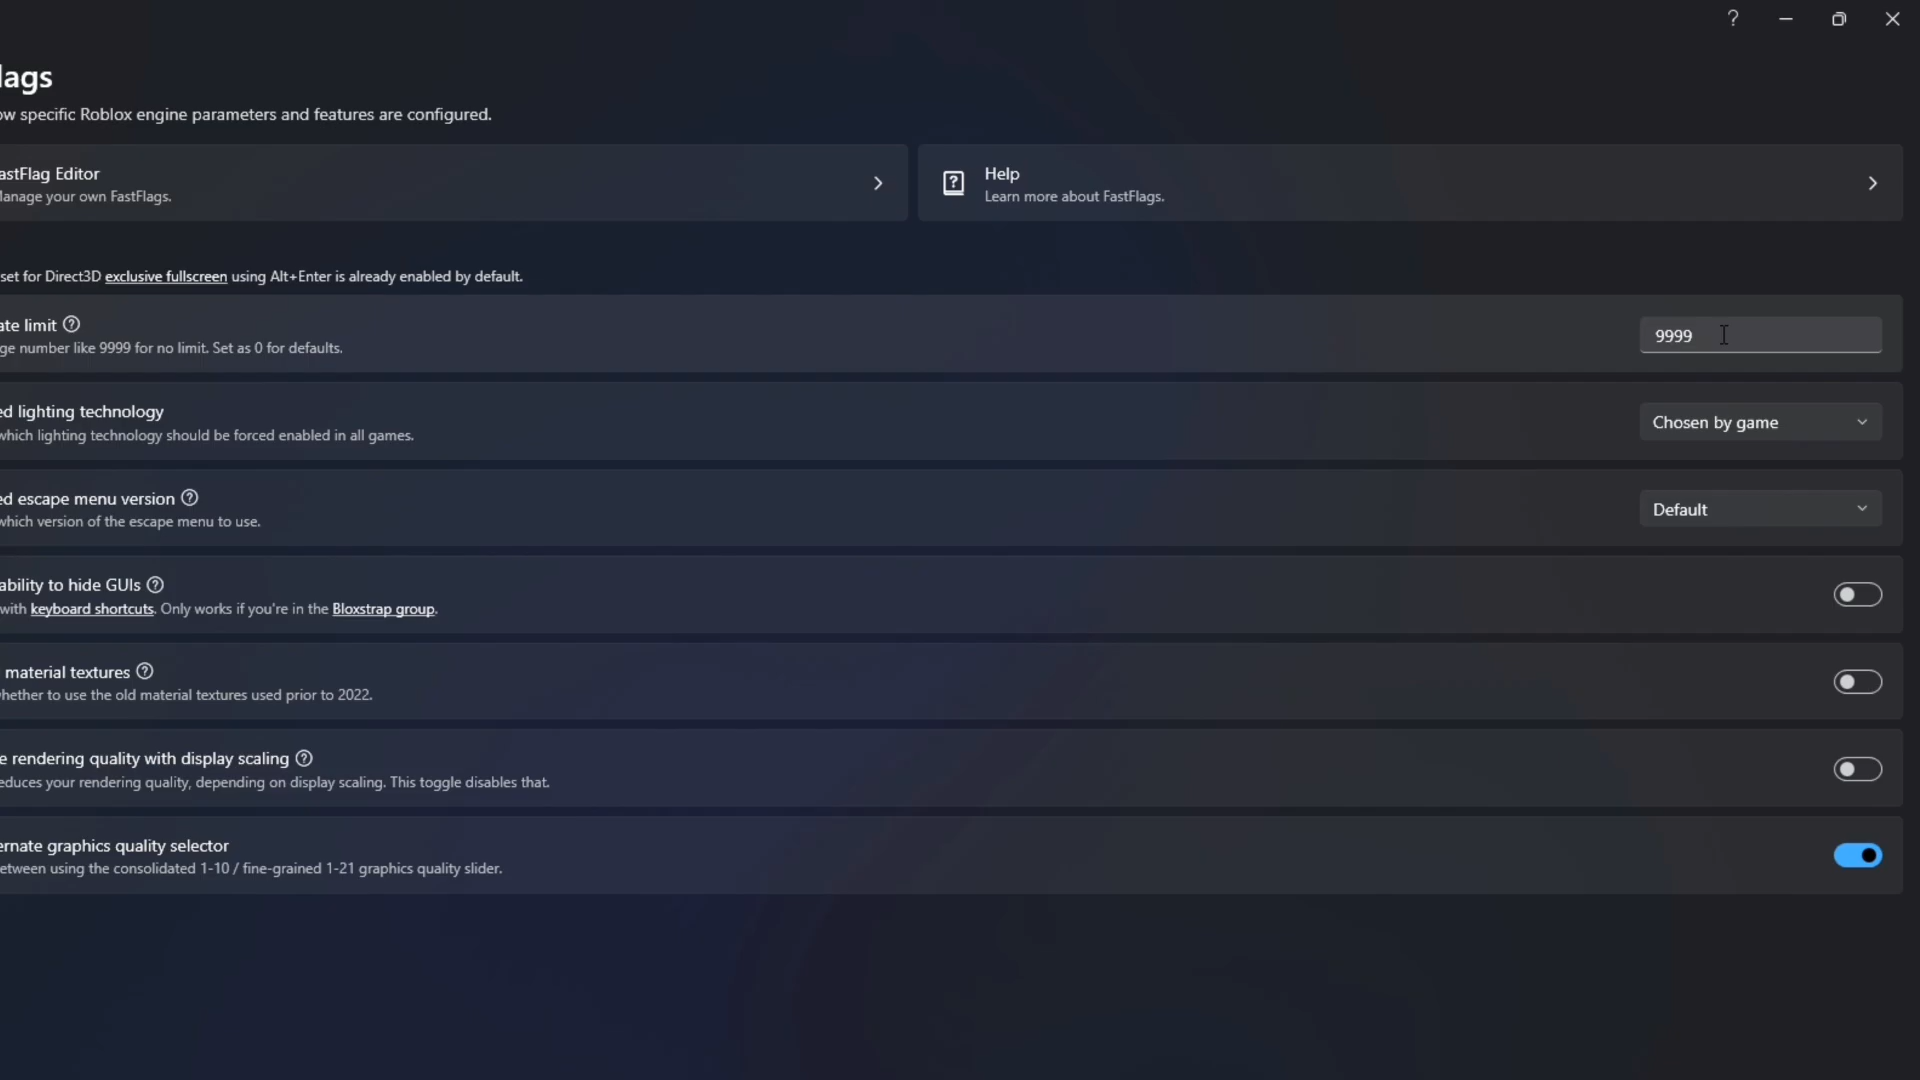 lags
ow specific Roblox engine parameters and features are configured.
astFlag Editor
Manage your own FastFlags.
Help
Learn more about FastFlags.
set for Direct3D exclusive fullscreen using Alt+Enter is already enabled by default.
ate limit
ge number like 9999 for no limit. Set as 0 for defaults.
9999
ed lighting technology
which lighting technology should be forced enabled in all games.
Chosen by game
ed escape menu version
which version of the escape menu to use.
Default
ability to hide GUIs
with keyboard shortcuts. Only works if you're in the Bloxstrap group.
material textures
hether to use the old material textures used prior to 2022.
e rendering quality with display scaling
educes your rendering quality, depending on display scaling. This toggle disables that.
ernate graphics quality selector
etween using the consolidated 1-10 / fine-grained 1-21 graphics quality slider.